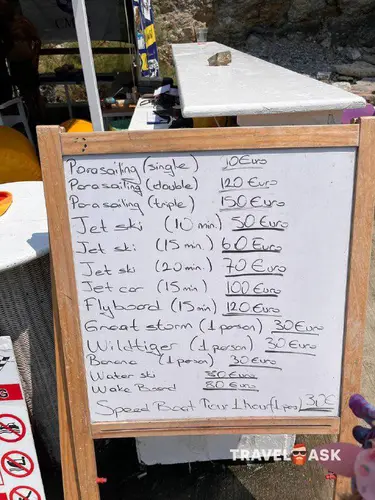 Parasailing (single) 10 Euro
Parasailing (double) 120 Euro
Parasailing (triple) 150 Euro
Jet ski (10 min.) 50 Euro
Jet ski (15 min.) 60 Euro
Jet ski (20 min.) 70 Euro
Jet car (15 min) 100 Euro
Flyboard (15 min) 120 Euro
Great storm (1 person) 30 Euro
Wildtiger (1 person) 30 Euro
Banana (1 person) 30 Euro
Water ski 50 Euro
Wake Board 50 Euro
Speed Boat Tour 1 hour (1 per) 30€
TRAVEL ASK